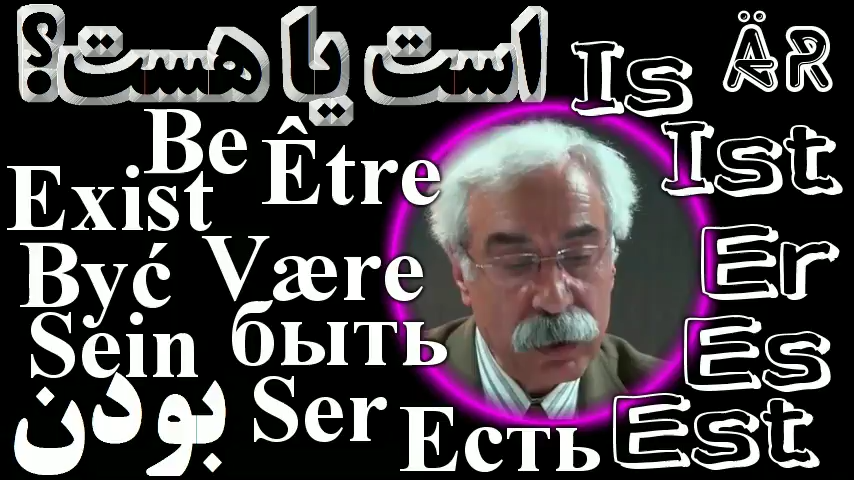 است یا هست؟
Is
ÄR
Be
Être
Ist
Exist
Być
Være
Er
Sein
быть
Es
بودن
Ser
Есть
Est